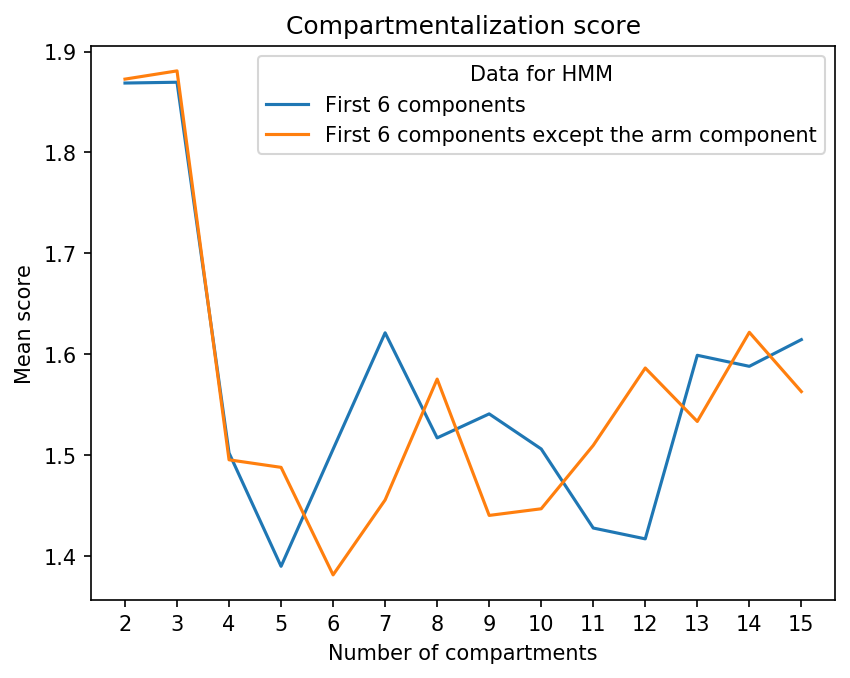 Compartmentalization score
Data for HMM
First 6 components
First 6 components except the arm component
Mean score
1.9
1.8
1.7
1.6
1.5
1.4
2 3 4 5 6 7 8 9 10 11 12 13 14 15
Number of compartments